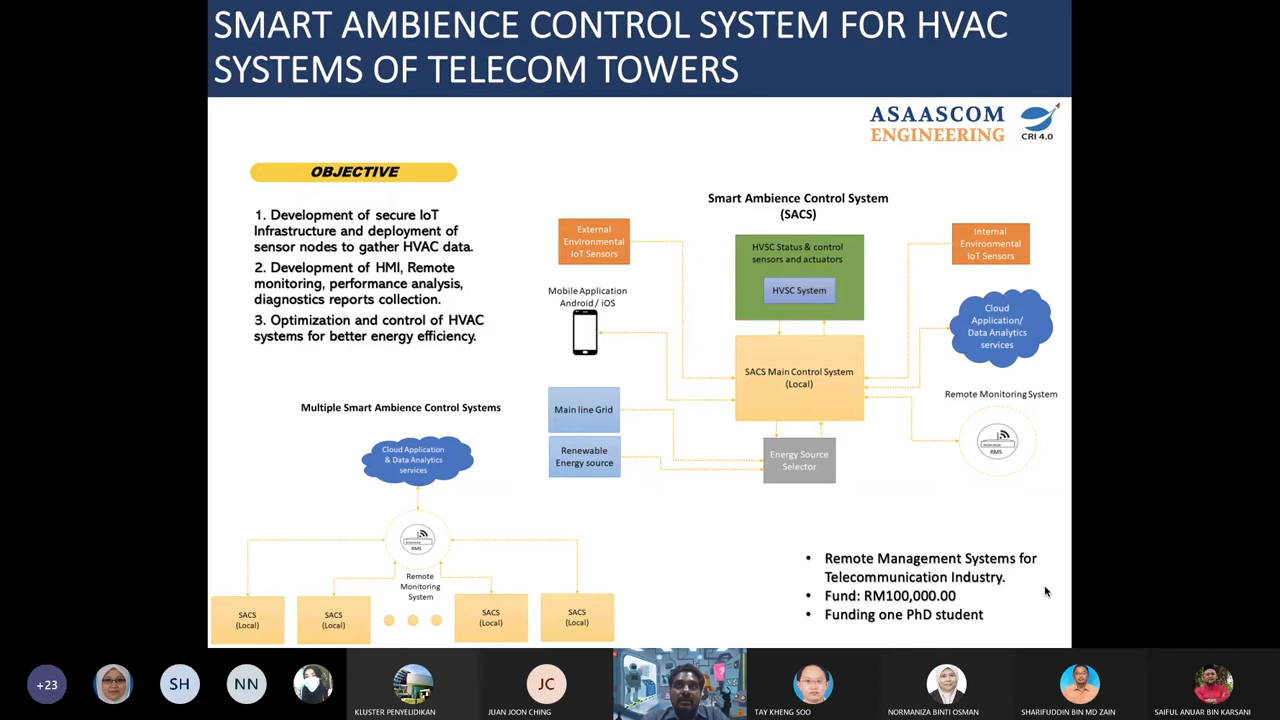 SMART AMBIENCE CONTROL SYSTEM FOR HVAC
SYSTEMS OF TELECOM TOWERS
ASAASCOM
ENGINEERING
CRI 4.0
OBJECTIVE
1. Development of secure IoT
Infrastructure and deployment of
sensor nodes to gather HVAC data.
2. Development of HMI, Remote
monitoring, performance analysis,
diagnostics reports collection.
3. Optimization and control of HVAC
systems for better energy efficiency.
Smart Ambience Control System
(SACS)
External
Environmental
IoT Sensors
HVSC Status & control
sensors and actuators
HVSC System
Internal
Environmental
IoT Sensors
Mobile Application
Android / iOS
Cloud
Application/
Data Analytics
services
SACS Main Control System
(Local)
Main line Grid
Renewable
Energy source
Energy Source
Selector
Remote Monitoring System
RMS
Multiple Smart Ambience Control Systems
Cloud Application
& Data Analytics
services
RMS
Remote
Monitoring
System
SACS
(Local)
SACS
(Local)
SACS
(Local)
SACS
(Local)
• Remote Management Systems for
Telecommunication Industry.
• Fund: RM100,000.00
• Funding one PhD student
+23
SH
NN
KLUSTER PENYELIDIKAN
JC
JUAN JOON CHING
TAY KHENG SOO
NORMANIZA BINTI OSMAN
SHARIFUDDIN BIN MD ZAIN
SAIFUL ANUAR BIN KARSANI